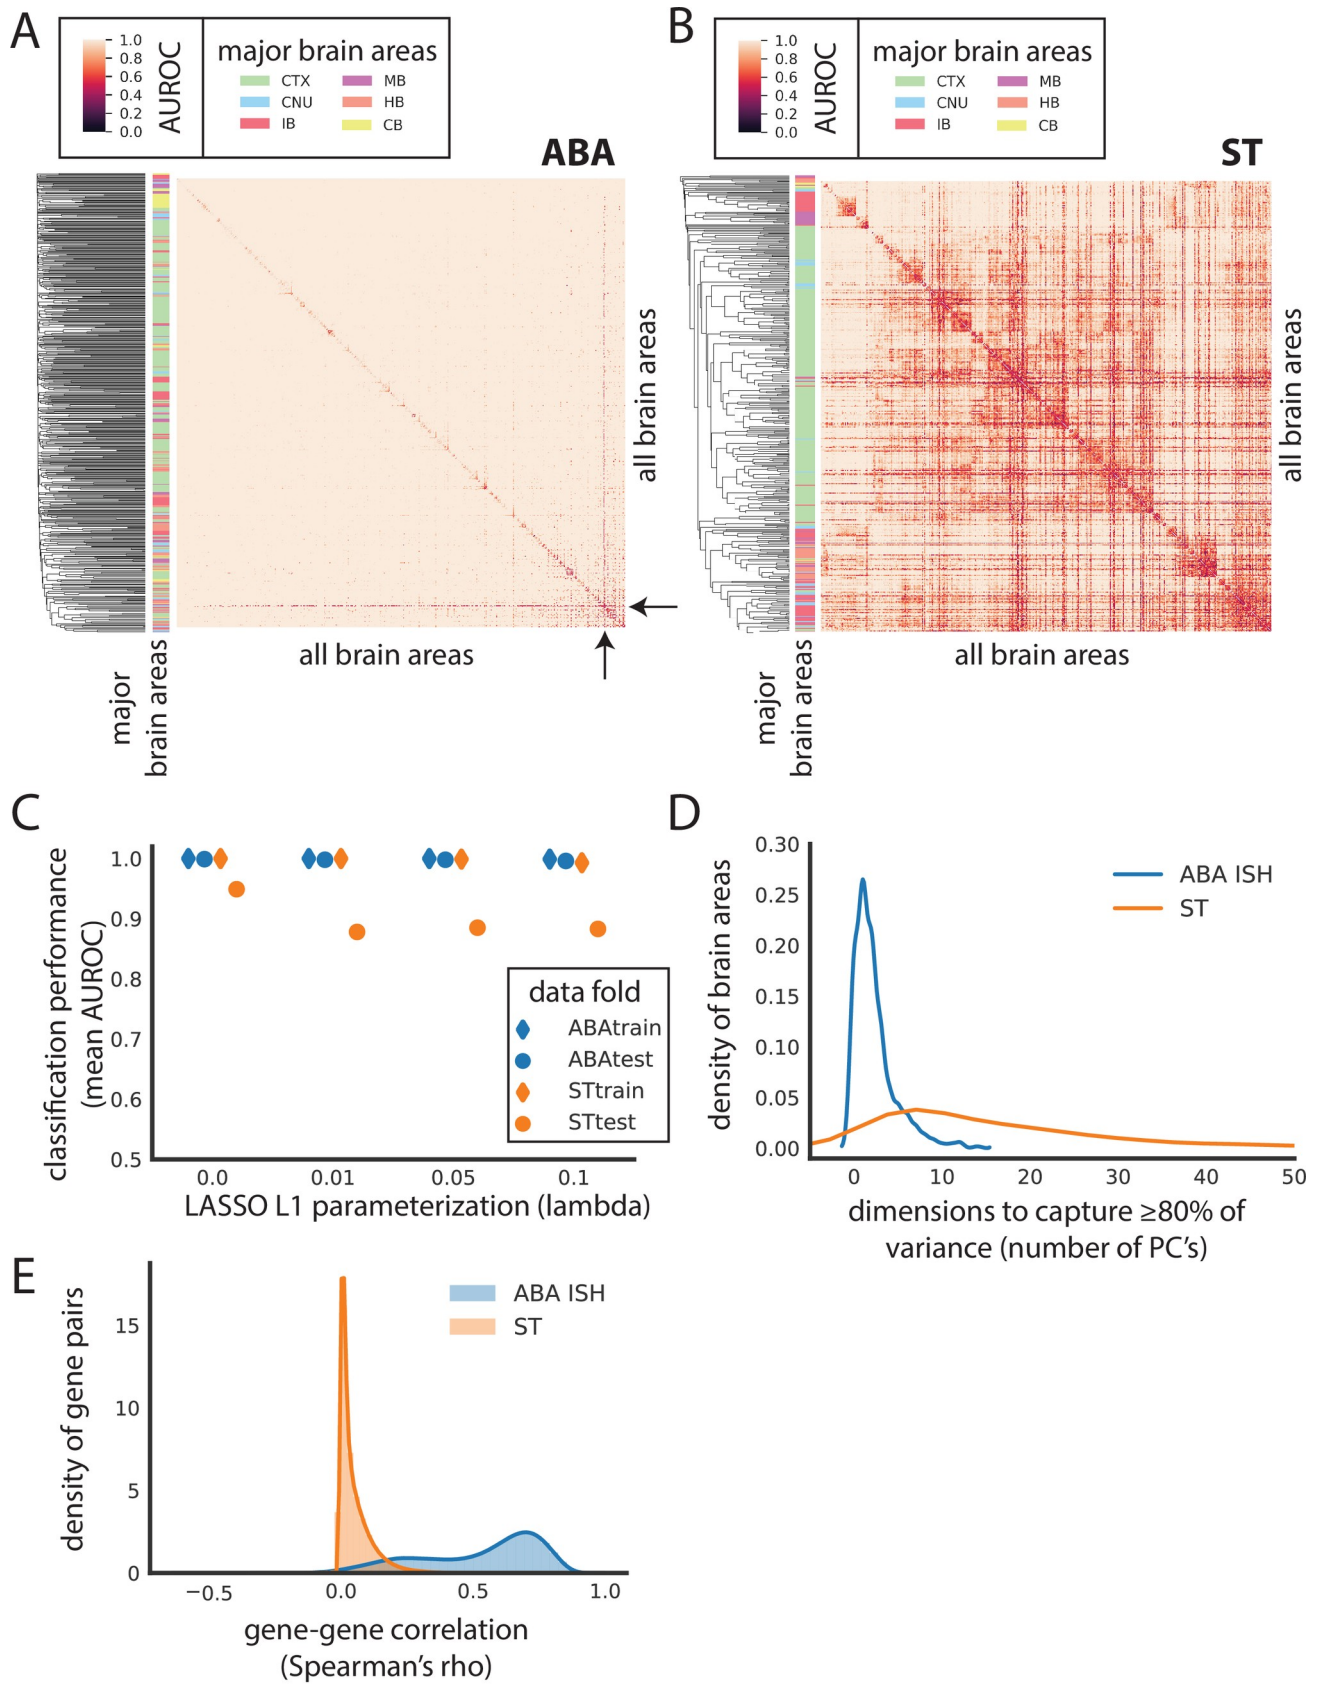 A
1.0
0.8
0.6
0.4
0.2
0.0
AUROC
major brain areas
CTX
MB
CNU
HB
IB
CB
ABA
all brain areas
all brain areas
major
brain areas
B
1.0
0.8
0.6
0.4
0.2
0.0
AUROC
major brain areas
CTX
MB
CNU
HB
IB
CB
ST
all brain areas
all brain areas
major
brain areas
C
classification performance
(mean AUROC)
1.0
0.9
0.8
0.7
0.6
0.5
data fold
ABAtrain
ABAtest
STtrain
STtest
0.0 0.01 0.05 0.1
LASSO L1 parameterization (lambda)
D
density of brain areas
0.30
0.25
0.20
0.15
0.10
0.05
0.00
ABA ISH
ST
0 10 20 30 40 50
dimensions to capture ≥80% of
variance (number of PC's)
E
density of gene pairs
15
10
5
0
ABA ISH
ST
−0.5 0.0 0.5 1.0
gene-gene correlation
(Spearman's rho)